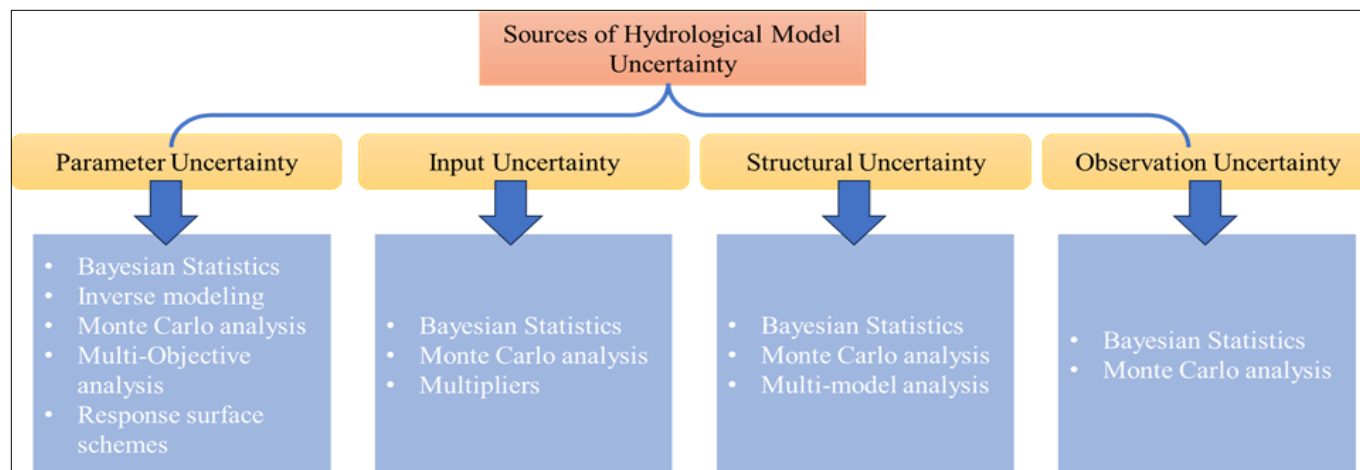 Sources of Hydrological Model
Uncertainty
Parameter Uncertainty
Input Uncertainty
Structural Uncertainty
Observation Uncertainty
• Bayesian Statistics
• Inverse modeling
• Monte Carlo analysis
• Multi-Objective
analysis
• Response surface
schemes
• Bayesian Statistics
• Monte Carlo analysis
• Multipliers
• Bayesian Statistics
• Monte Carlo analysis
• Multi-model analysis
• Bayesian Statistics
• Monte Carlo analysis